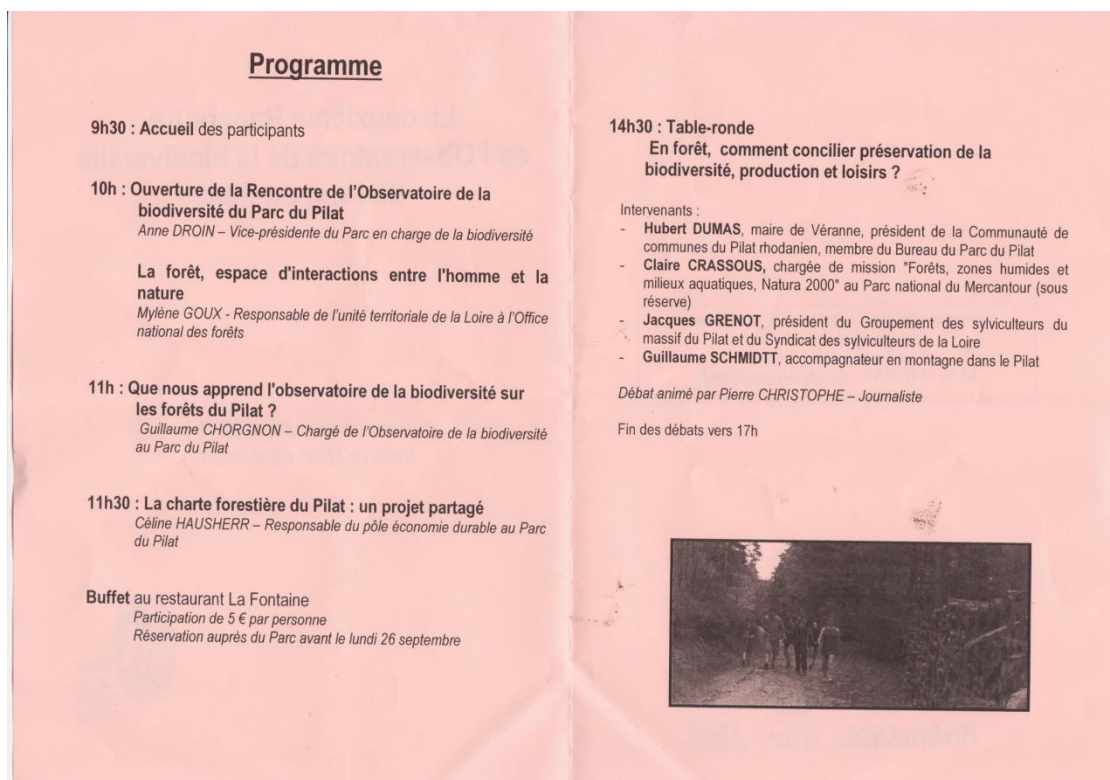 Programme
9h30 : Accueil des participants
10h : Ouverture de la Rencontre de l'Observatoire de la
biodiversité du Parc du Pilat
Anne DROIN – Vice-présidente du Parc en charge de la biodiversité
La forêt, espace d'interactions entre l'homme et la
nature
Mylène GOUX - Responsable de l'unité territoriale de la Loire à l'Office
national des forêts
11h : Que nous apprend l'observatoire de la biodiversité sur
les forêts du Pilat ?
Guillaume CHORGNON – Chargé de l'Observatoire de la biodiversité
au Parc du Pilat
11h30 : La charte forestière du Pilat : un projet partagé
Céline HAUSHERR – Responsable du pôle économie durable au Parc
du Pilat
Buffet au restaurant La Fontaine
Participation de 5 € par personne
Réservation auprès du Parc avant le lundi 26 septembre
14h30 : Table-ronde
En forêt, comment concilier préservation de la
biodiversité, production et loisirs ?
Intervenants :
- Hubert DUMAS, maire de Véranne, président de la Communauté de
communes du Pilat rhodanien, membre du Bureau du Parc du Pilat
- Claire CRASSOUS, chargée de mission "Forêts, zones humides et
milieux aquatiques, Natura 2000" au Parc national du Mercantour (sous
réserve)
- Jacques GRENOT, président du Groupement des sylviculteurs du
massif du Pilat et du Syndicat des sylviculteurs de la Loire
- Guillaume SCHMIDTT, accompagnateur en montagne dans le Pilat
Débat animé par Pierre CHRISTOPHE – Journaliste
Fin des débats vers 17h